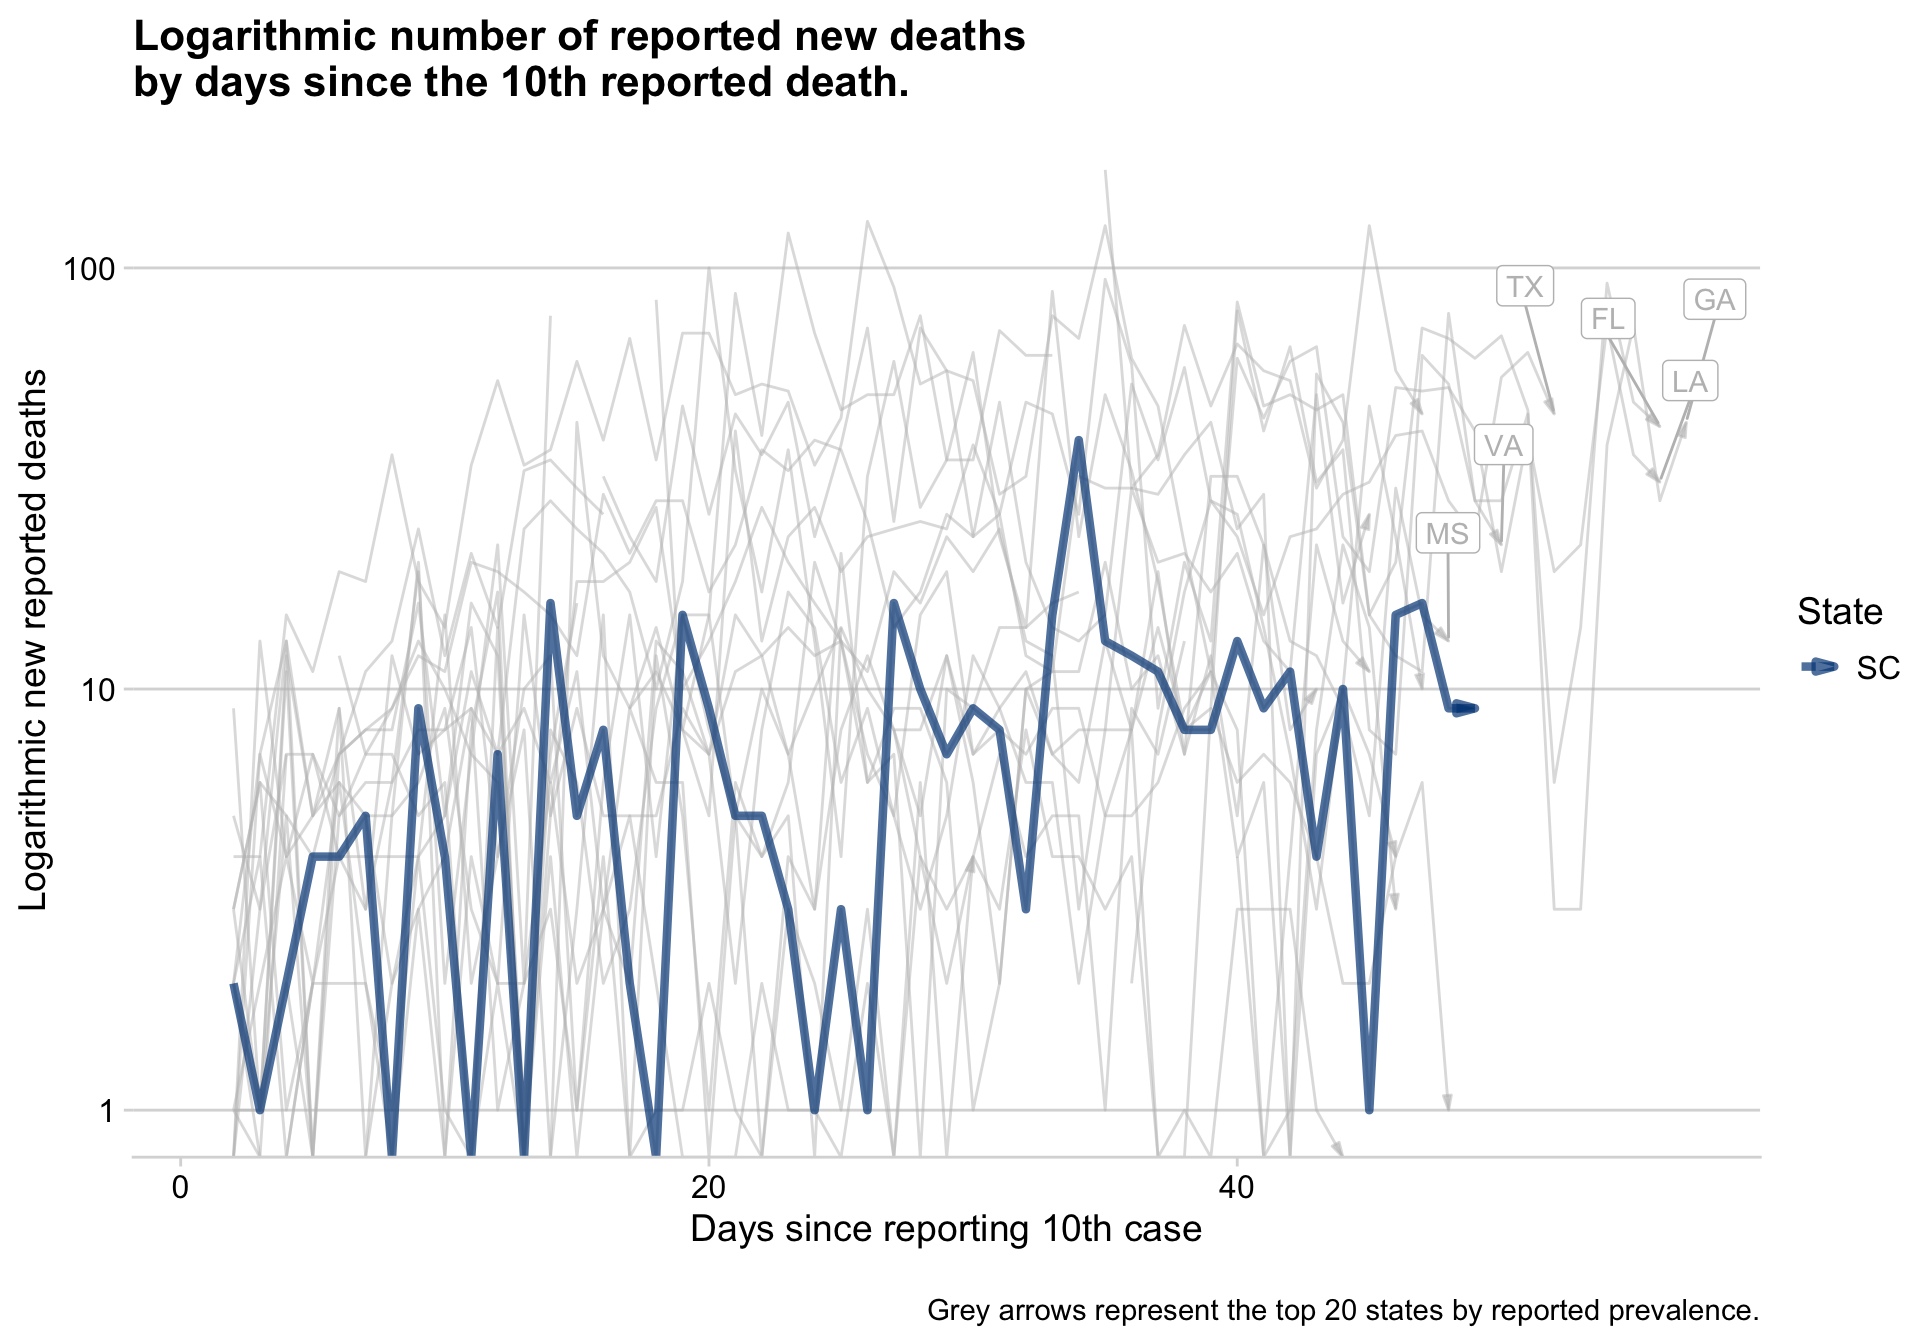 Logarithmic number of reported new deaths
by days since the 10th reported death.
Logarithmic new reported deaths
100
10
1
TX
FL
GA
LA
VA
MS
State
SC
0
20
40
Days since reporting 10th case
Grey arrows represent the top 20 states by reported prevalence.